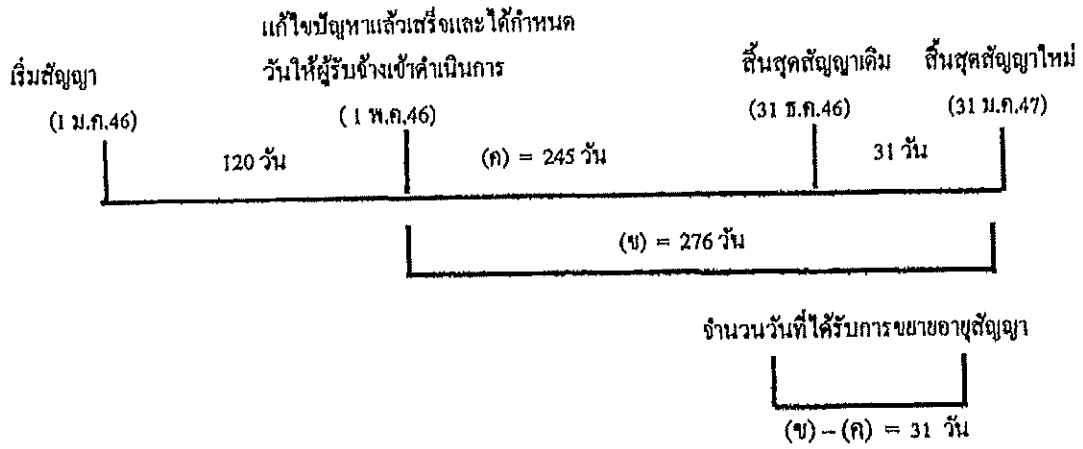 แก้ไขปัญหาแล้วเสร็จและได้กำหนด
วันให้ผู้รับจ้างเข้าดำเนินการ
เริ่มสัญญา
สิ้นสุดสัญญาเดิม
สิ้นสุดสัญญาใหม่
(1 ม.ค.46)
(1 พ.ค.46)
(31 ธ.ค.46)
(31 ม.ค.47)
120 วัน
(ค) = 245 วัน
31 วัน
(ข) = 276 วัน
จำนวนวันที่ได้รับการขยายอายุสัญญา
(ข) – (ค) = 31 วัน